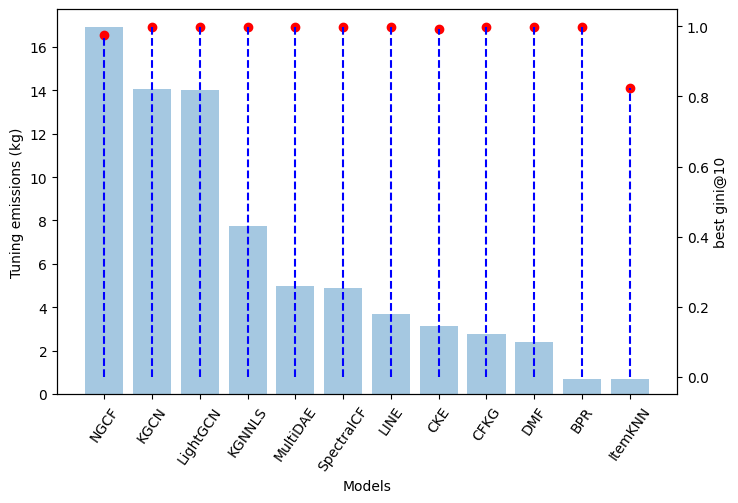 16
14
12
10
8
6
4
2
0
Tuning emissions (kg)
1.0
0.8
0.6
0.4
0.2
0.0
best gini@10
NGCF
KGCN
LightGCN
KGNNLS
MultiDAE
SpectralCF
LINE
CKE
CFKG
DMF
BPR
ItemKNN
Models